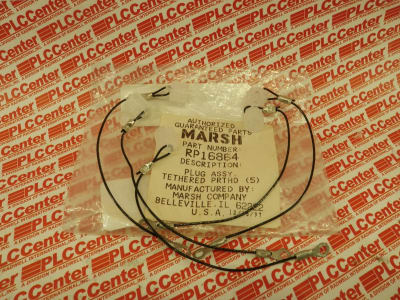 AUTHORIZED
GUARANTEED PARTS
MARSH
PART NUMBER:
RP16864
DESCRIPTION:
PLUG ASSY.
TETHERED PRTHD (5)
MANUFACTURED BY:
MARSH COMPANY
BELLEVILLE, IL
U.S.A.
PLCCenter